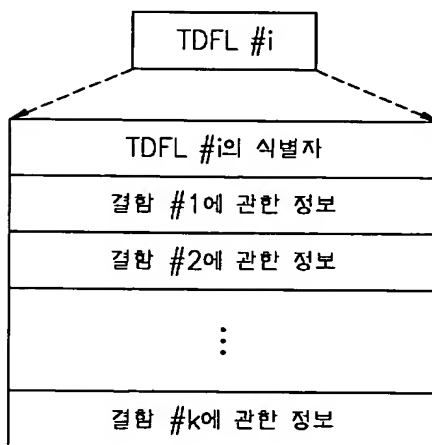 TDFL #i
TDFL #i의 식별자
결함 #1에 관한 정보
결함 #2에 관한 정보
⋮
결함 #k에 관한 정보